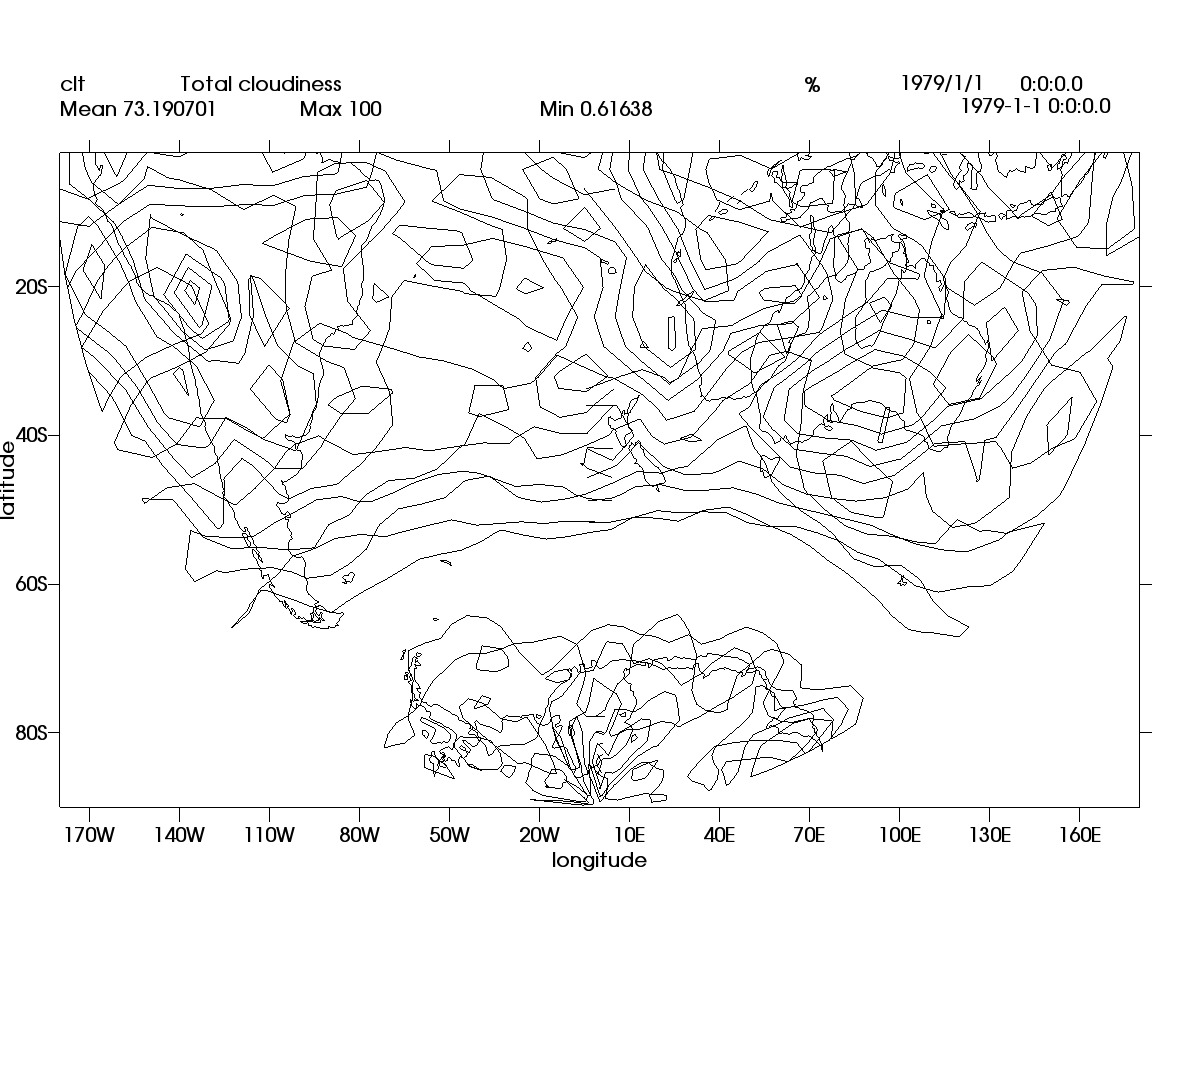 clt Total cloudiness % 1979/1/1 0:0:0.0
Mean 73.190701 Max 100 Min 0.61638 1979-1-1 0:0:0.0
20S
40S
latitude
60S
80S
170W 140W 110W 80W 50W 20W 10E 40E 70E 100E 130E 160E
longitude